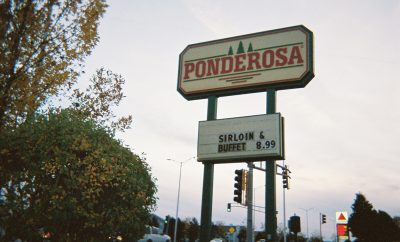 PONDEROSA
SIRLOIN &
BUFFET 8.99